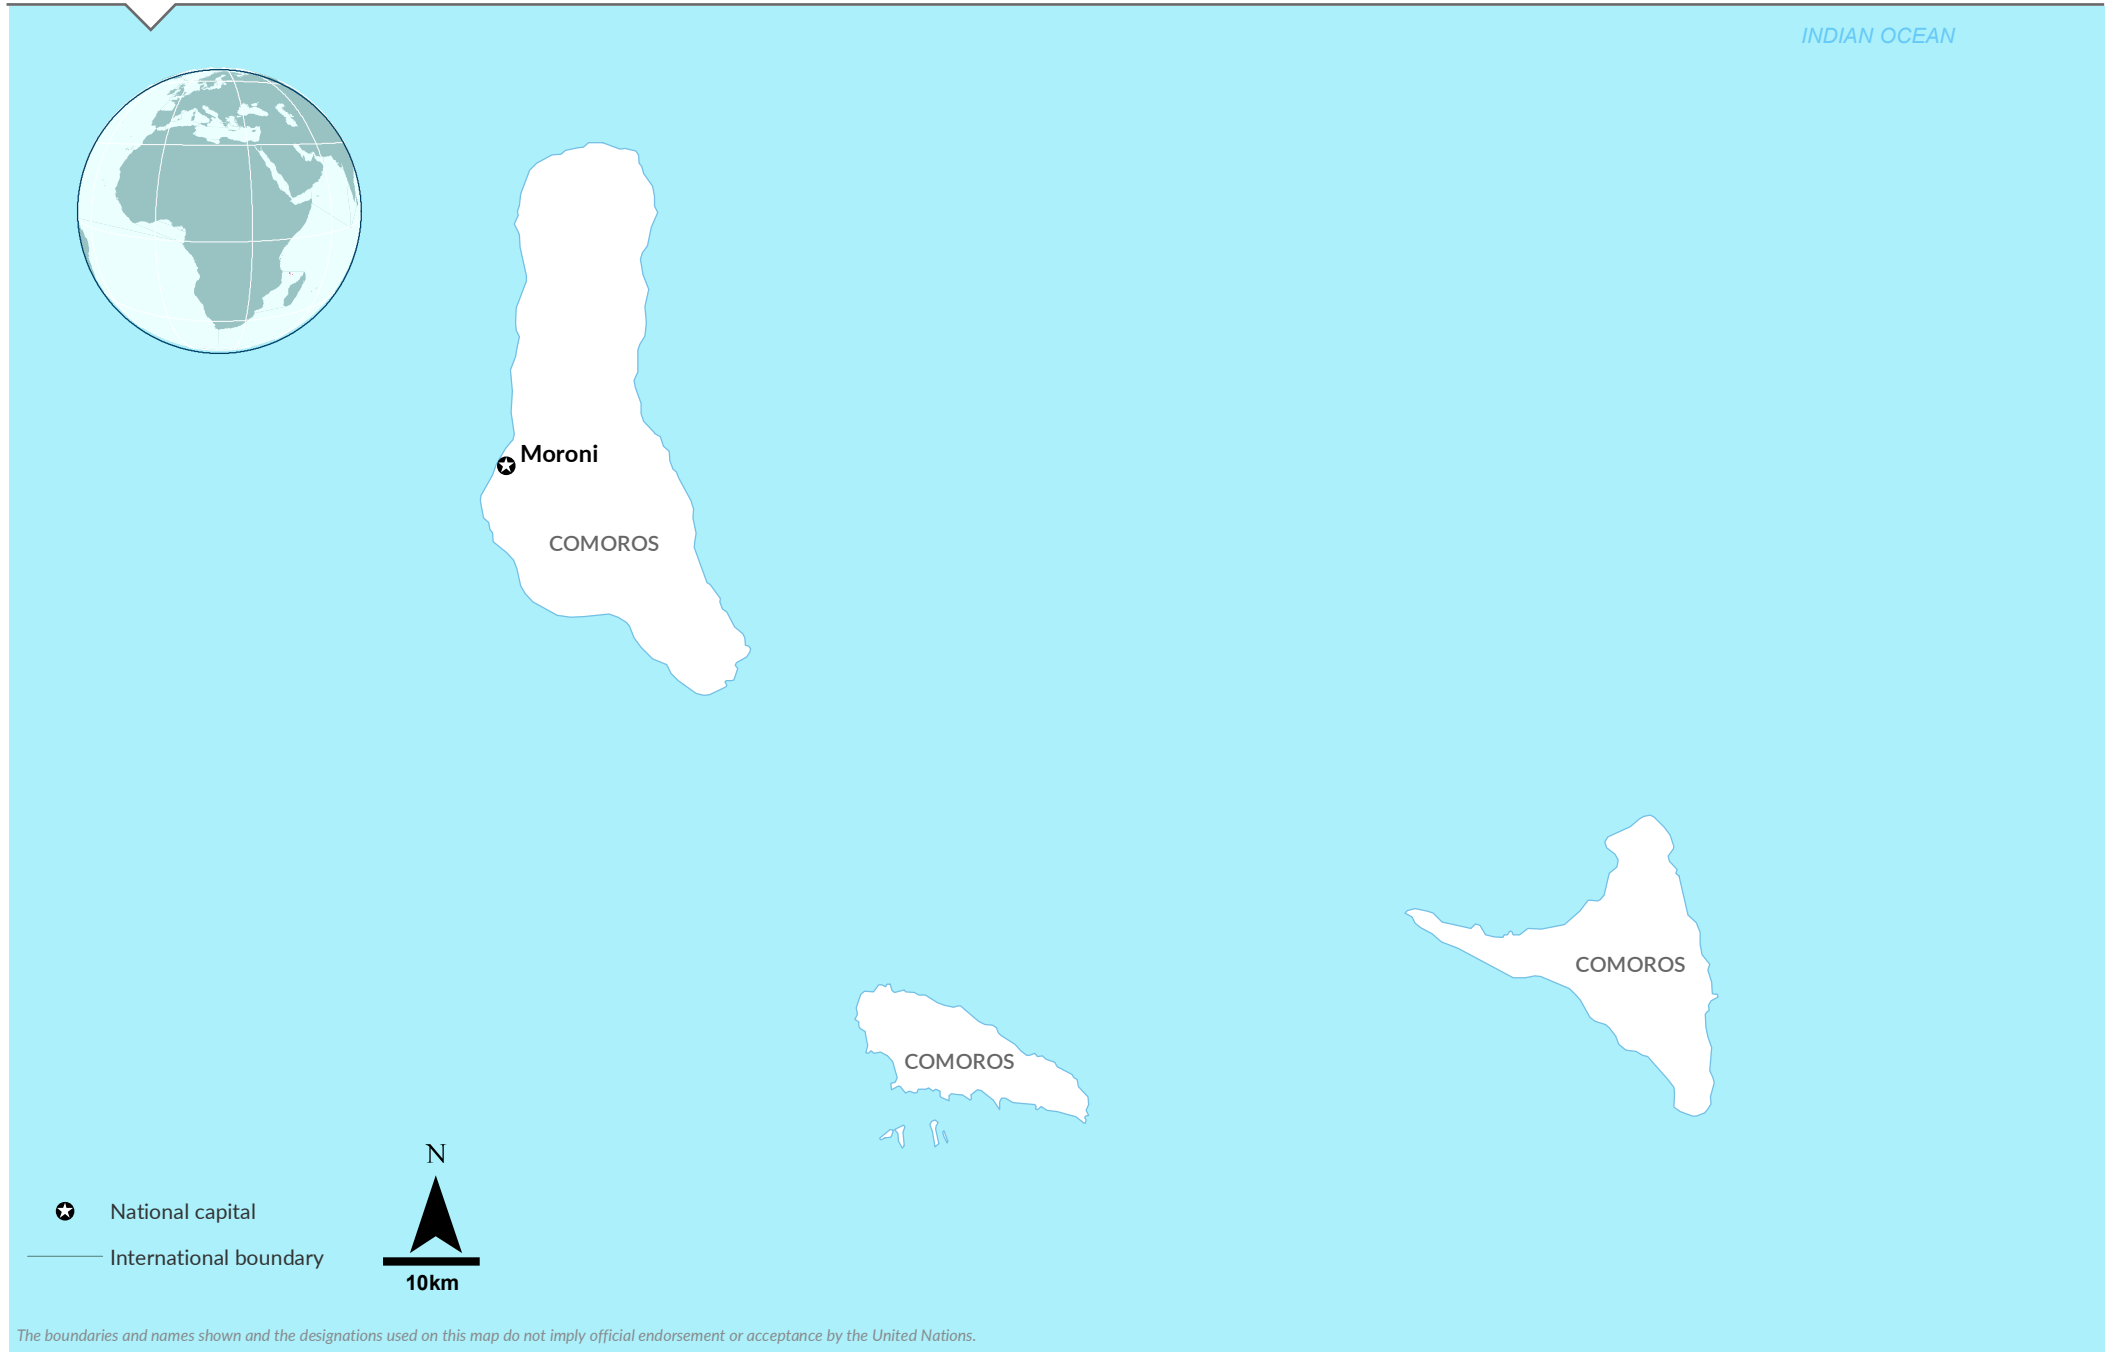 INDIAN OCEAN
Moroni
COMOROS
COMOROS
COMOROS
N
National capital
International boundary
10km
The boundaries and names shown and the designations used on this map do not imply official endorsement or acceptance by the United Nations.